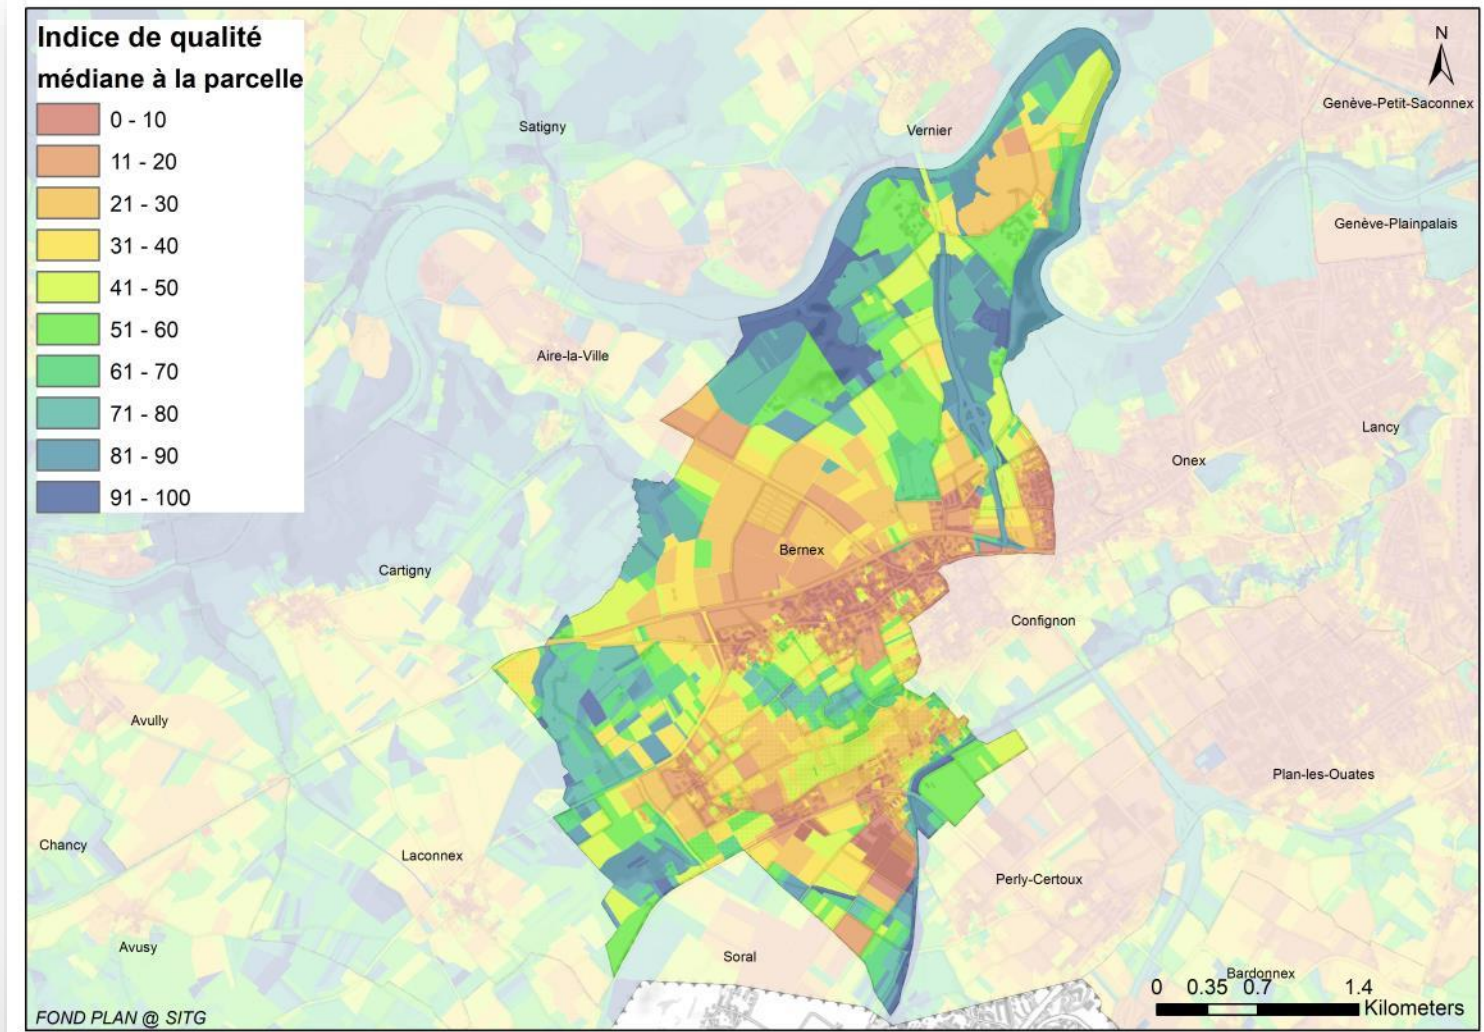 Indice de qualité
médiane à la parcelle
0 - 10
11 - 20
21 - 30
31 - 40
41 - 50
51 - 60
61 - 70
71 - 80
81 - 90
91 - 100
N
Genève-Petit-Saconnex
Satigny
Vernier
Genève-Plainpalais
Aire-la-Ville
Lancy
Onex
Bernex
Cartigny
Confignon
Avully
Plan-les-Ouates
Chancy
Laconnex
Perly-Certoux
Avusy
Soral
Bardonnex
0 0.35 0.7 1.4
Kilometers
FOND PLAN @ SITG